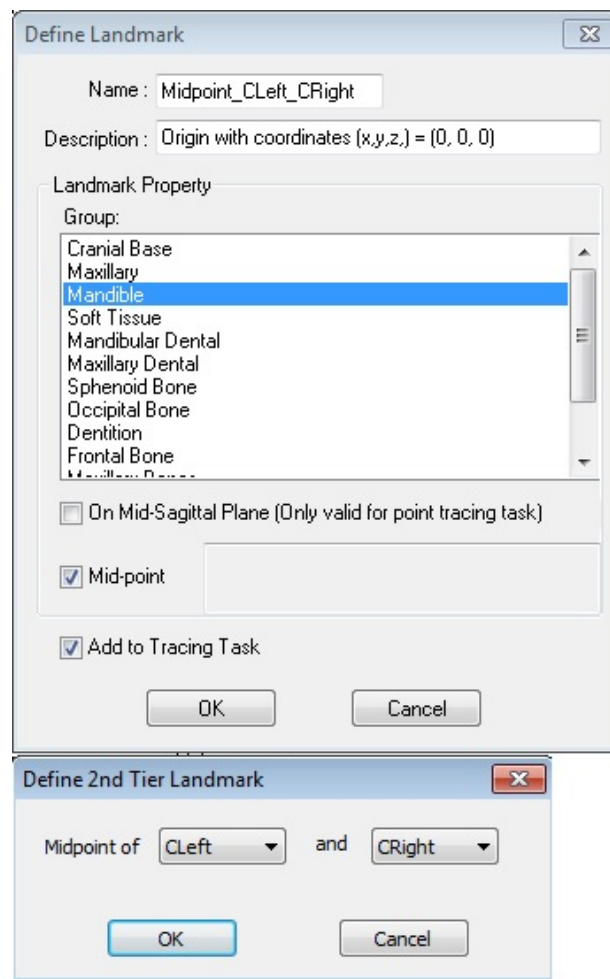 Define Landmark
Name : Midpoint_CLeft_CRight
Description : Origin with coordinates (x,y,z,) = (0, 0, 0)
Landmark Property
Group:
Cranial Base
Maxillary
Mandible
Soft Tissue
Mandibular Dental
Maxillary Dental
Sphenoid Bone
Occipital Bone
Dentition
Frontal Bone
On Mid-Sagittal Plane (Only valid for point tracing task)
Mid-point
Add to Tracing Task
OK Cancel
Define 2nd Tier Landmark
Midpoint of CLeft and CRight
OK Cancel